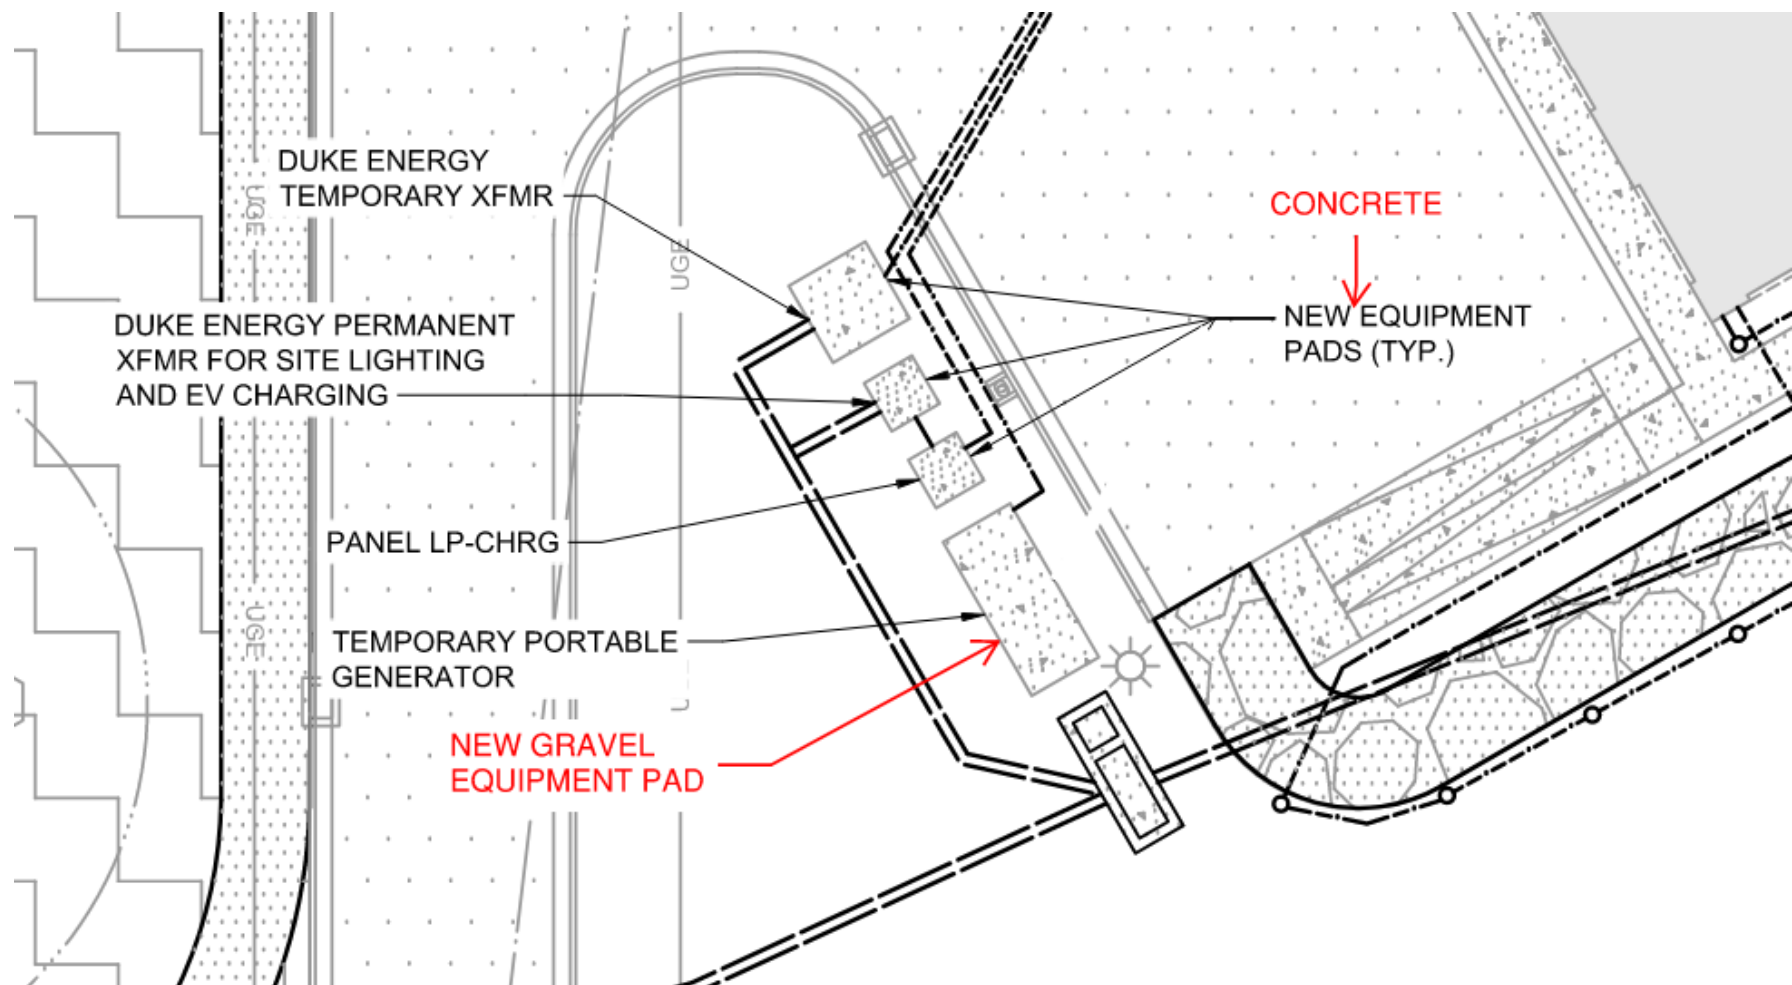 DUKE ENERGY
TEMPORARY XFMR
UGE
UGE
CONCRETE
NEW EQUIPMENT
PADS (TYP.)
DUKE ENERGY PERMANENT
XFMR FOR SITE LIGHTING
AND EV CHARGING
PANEL LP-CHRG
UGE
TEMPORARY PORTABLE
GENERATOR
NEW GRAVEL
EQUIPMENT PAD